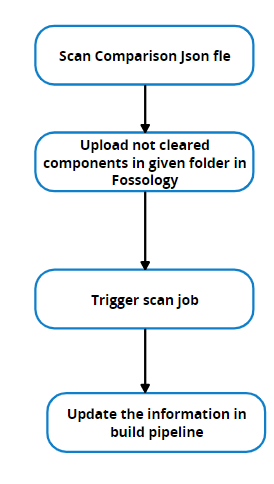 Scan Comparison Json fle
Upload not cleared
components in given folder in
Fossology
Trigger scan job
Update the information in
build pipeline